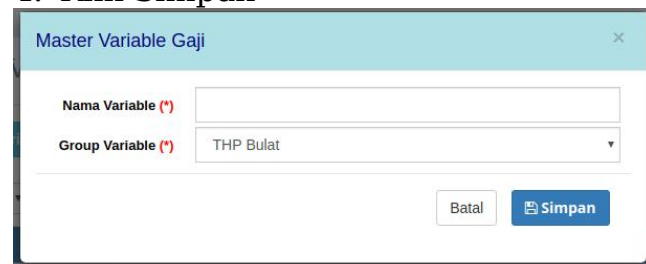 Master Variable Gaji ×
Nama Variable (*)
Group Variable (*) THP Bulat
Batal Simpan